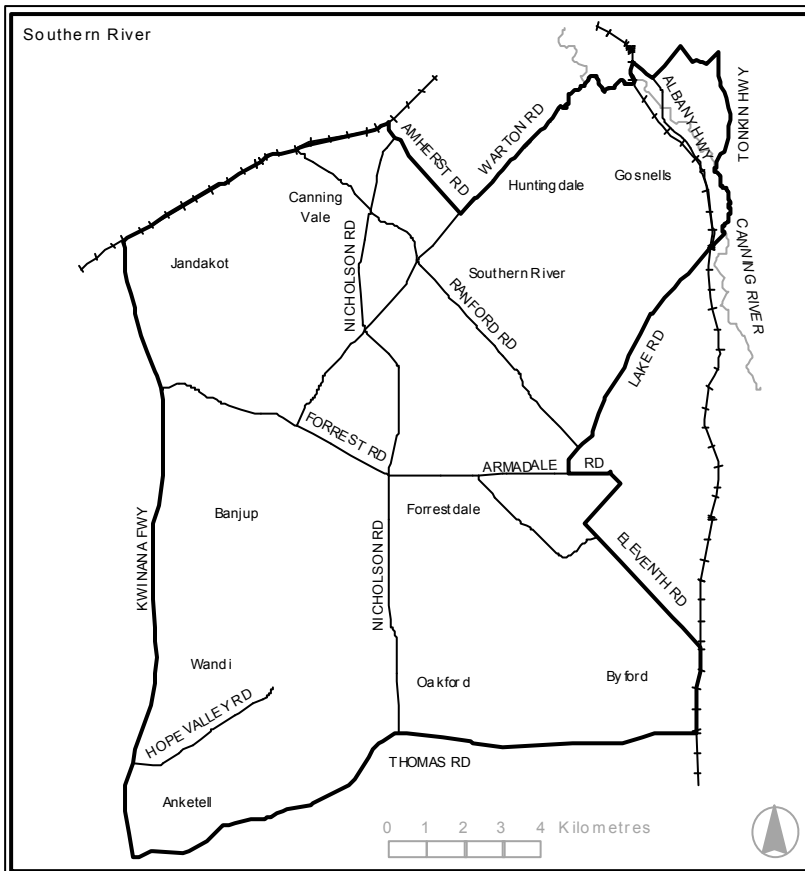 Southern River
TONKIN HWY
ALBANY HWY
WARTON RD
AMHERST RD
Huntingdale
Gosnells
Canning
Vale
NICHOLSON RD
CANNING RIVER
Jandakot
Southern River
RANFORD RD
LAKE RD
FORREST RD
ARMADALE RD
Banjup
Forrestdale
KWINANA FWY
NICHOLSON RD
ELEVENTH RD
Wandi
Oakford
Byford
HOPE VALLEY RD
THOMAS RD
Anketell
0 1 2 3 4 Kilometres